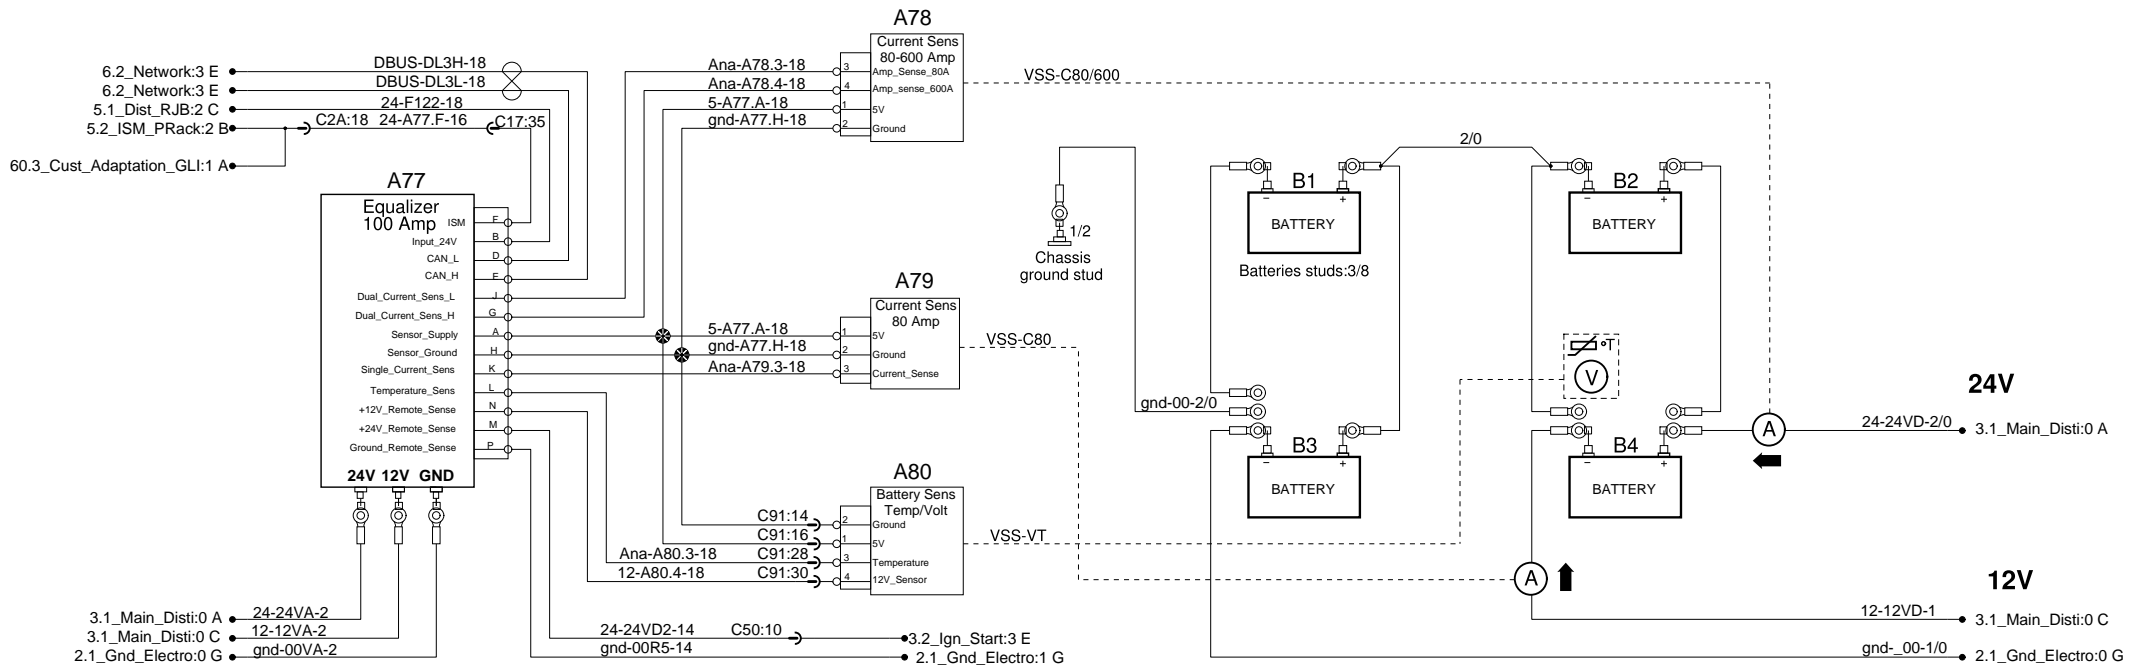 A78
Current Sens
80-600 Amp
3 Amp_Sense_80A
4 Amp_sense_600A
1 5V
2 Ground
Ana-A78.3-18
Ana-A78.4-18
5-A77.A-18
gnd-A77.H-18
VSS-C80/600
6.2_Network:3 E
6.2_Network:3 E
5.1_Dist_RJB:2 C
5.2_ISM_PRack:2 B
60.3_Cust_Adaptation_GLI:1 A
DBUS-DL3H-18
DBUS-DL3L-18
24-F122-18
C2A:18 24-A77.F-16 C17:35
A77
Equalizer
100 Amp
ISM F
Input_24V B
CAN_L D
CAN_H E
Dual_Current_Sens_L J
Dual_Current_Sens_H G
Sensor_Supply A
Sensor_Ground H
Single_Current_Sens K
Temperature_Sens L
+12V_Remote_Sense N
+24V_Remote_Sense M
Ground_Remote_Sense P
24V 12V GND
3.1_Main_Disti:0 A 24-24VA-2
3.1_Main_Disti:0 C 12-12VA-2
2.1_Gnd_Electro:0 G gnd-00VA-2
A79
Current Sens
80 Amp
1 5V
2 Ground
3 Current_Sense
5-A77.A-18
gnd-A77.H-18
Ana-A79.3-18
VSS-C80
A80
Battery Sens
Temp/Volt
2 Ground
1 5V
3 Temperature
4 12V_Sensor
C91:14
C91:16
Ana-A80.3-18 C91:28
12-A80.4-18 C91:30
VSS-VT
24-24VD2-14 C50:10 3.2_Ign_Start:3 E
gnd-00R5-14 2.1_Gnd_Electro:1 G
1/2
Chassis
ground stud
gnd-00-2/0
2/0
B1
- +
BATTERY
Batteries studs:3/8
B2
- +
BATTERY
B3
- +
BATTERY
B4
- +
BATTERY
°T
V
A
A
24V
24-24VD-2/0 3.1_Main_Disti:0 A
12V
12-12VD-1 3.1_Main_Disti:0 C
gnd-_00-1/0 2.1_Gnd_Electro:0 G